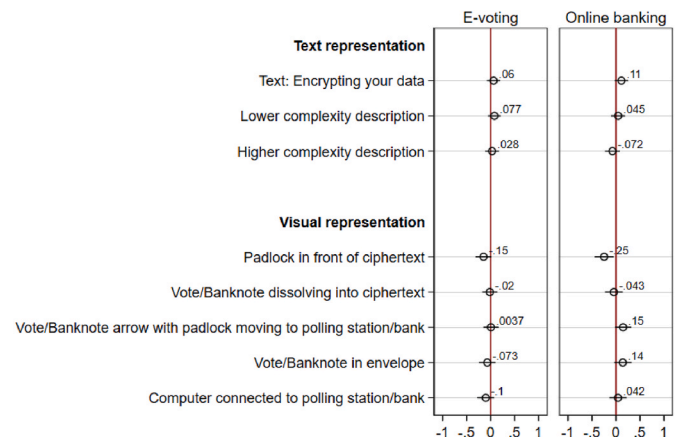 E-voting Online banking
Text representation
Text: Encrypting your data .06 .11
Lower complexity description .077 .045
Higher complexity description .028 -.072
Visual representation
Padlock in front of ciphertext -.15 -.25
Vote/Banknote dissolving into ciphertext -.02 -.043
Vote/Banknote arrow with padlock moving to polling station/bank .0037 .15
Vote/Banknote in envelope -.073 .14
Computer connected to polling station/bank -.1 .042
-1 -.5 0 .5 1 -1 -.5 0 .5 1